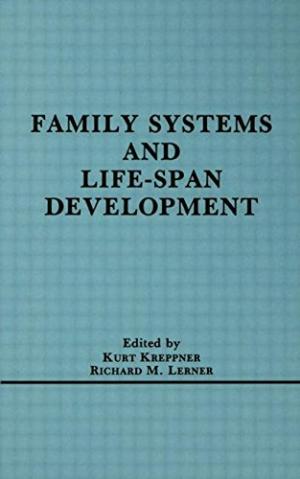 FAMILY SYSTEMS
AND
LIFE-SPAN
DEVELOPMENT
Edited by
KURT KREPPNER
RICHARD M. LERNER